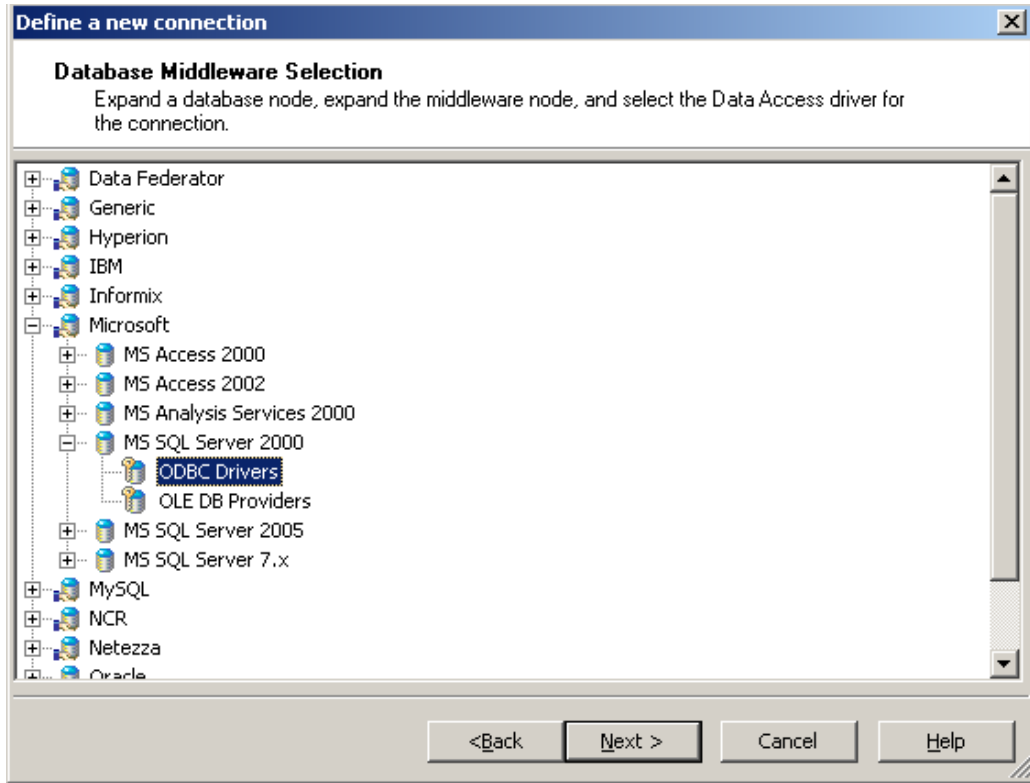 Define a new connection
Database Middleware Selection
Expand a database node, expand the middleware node, and select the Data Access driver for
the connection.
Data Federator
Generic
Hyperion
IBM
Informix
Microsoft
MS Access 2000
MS Access 2002
MS Analysis Services 2000
MS SQL Server 2000
ODBC Drivers
OLE DB Providers
MS SQL Server 2005
MS SQL Server 7.x
MySQL
NCR
Netezza
Oracle
<Back Next > Cancel Help